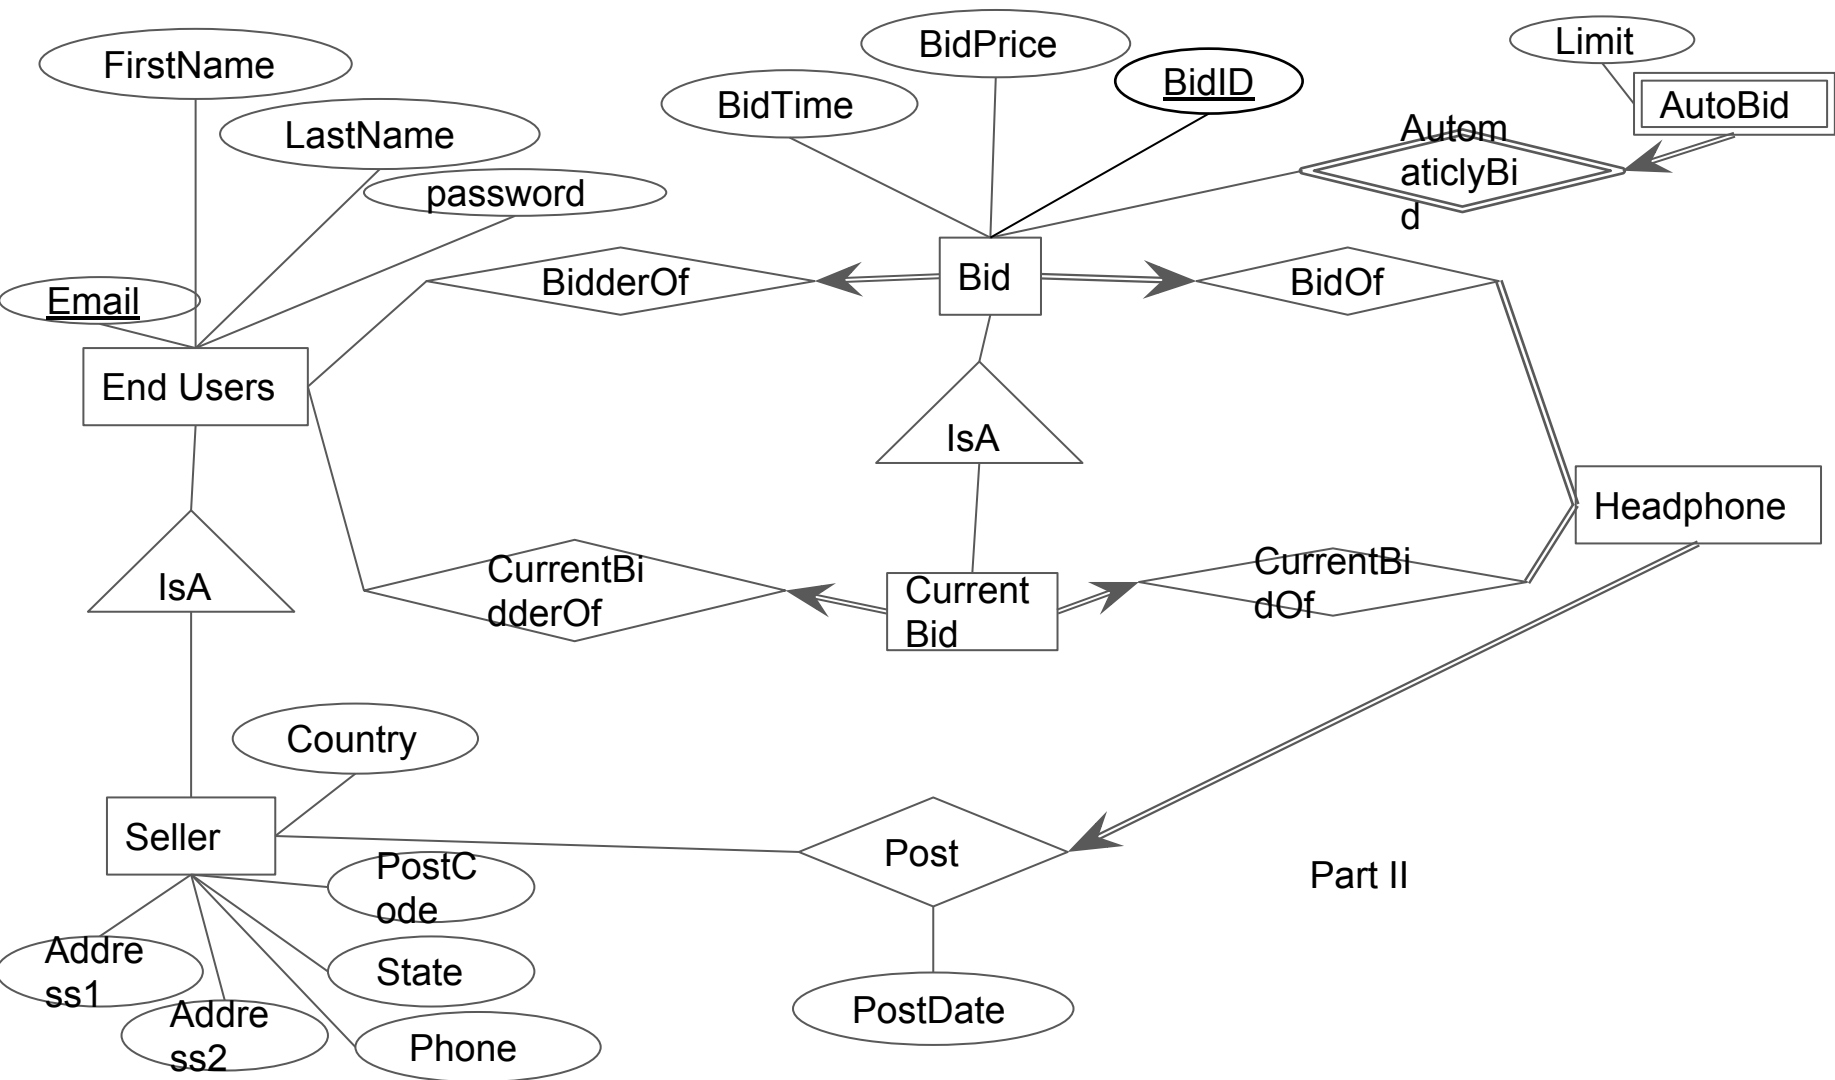 FirstName
LastName
password
Email
End Users
BidTime
BidPrice
BidID
Limit
AutoBid
Autom
aticlyBi
d
BidderOf
Bid
BidOf
IsA
Headphone
IsA
CurrentBi
dderOf
Current
Bid
CurrentBi
dOf
Country
Seller
PostC
ode
Post
Part II
Addre
ss1
State
Addre
ss2
Phone
PostDate